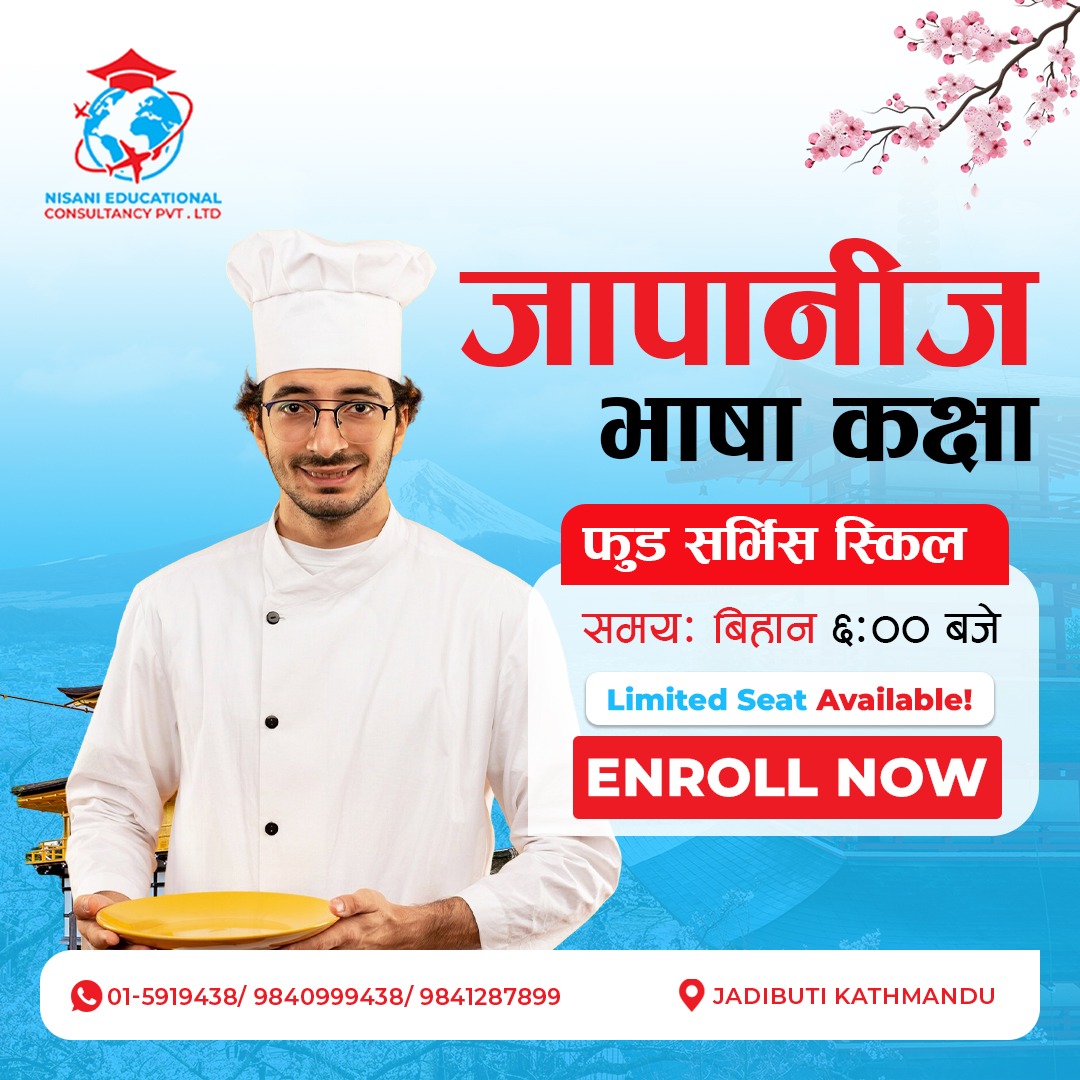 NISANI EDUCATIONAL
CONSULTANCY PVT . LTD
जापानीज
भाषा कक्षा
फुड सर्भिस स्किल
समय: बिहान ६:०० बजे
Limited Seat Available!
ENROLL NOW
01-5919438/ 9840999438/ 9841287899
JADIBUTI KATHMANDU